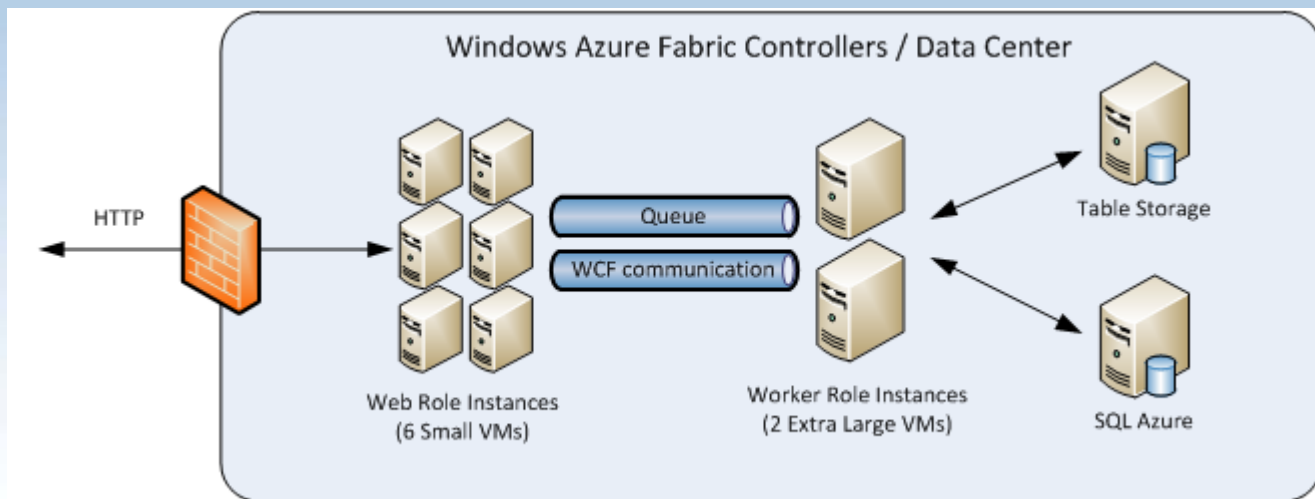 Windows Azure Fabric Controllers / Data Center
HTTP
Queue
WCF communication
Table Storage
Web Role Instances
(6 Small VMs)
Worker Role Instances
(2 Extra Large VMs)
SQL Azure